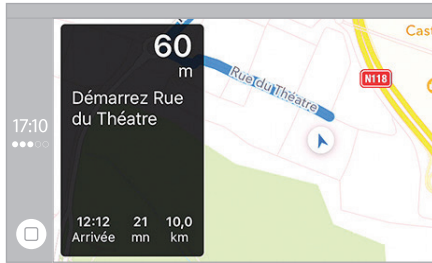 60
m
Démarrez Rue
du Théatre
17:10
12:12 21 10,0
Arrivée mn km
Rue du Théatre
N118
Cast